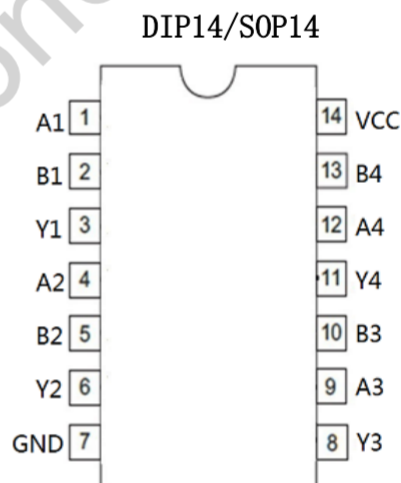 DIP14/SOP14
A1 1 14 VCC
B1 2 13 B4
Y1 3 12 A4
A2 4 11 Y4
B2 5 10 B3
Y2 6 9 A3
GND 7 8 Y3